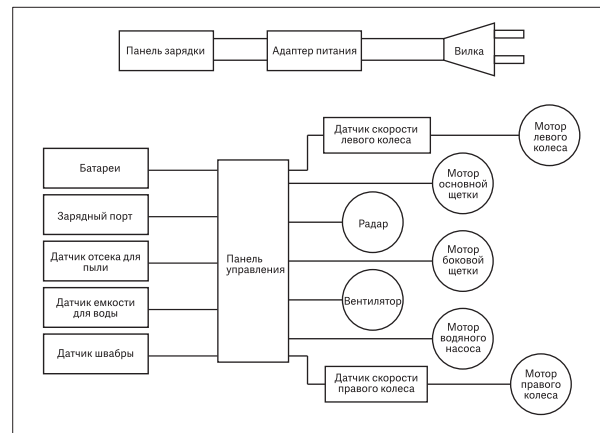 Панель зарядки
Адаптер питания
Вилка
Датчик скорости
левого колеса
Мотор
левого
колеса
Батареи
Мотор
основной
щетки
Зарядный порт
Радар
Датчик отсека для
пыли
Панель
управления
Мотор
боковой
щетки
Датчик емкости
для воды
Вентилятор
Мотор
водяного
насоса
Датчик швабры
Датчик скорости
правого колеса
Мотор
правого
колеса